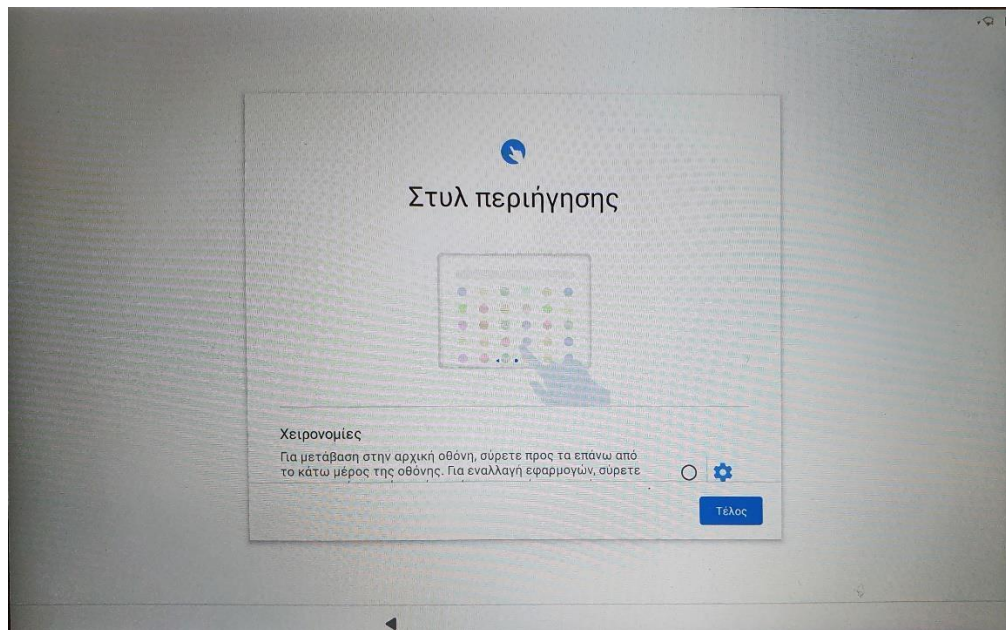 Στυλ περιήγησης
Χειρονομίες
Για μετάβαση στην αρχική οθόνη, σύρετε προς τα επάνω από
το κάτω μέρος της οθόνης. Για εναλλαγή εφαρμογών, σύρετε
Τέλος